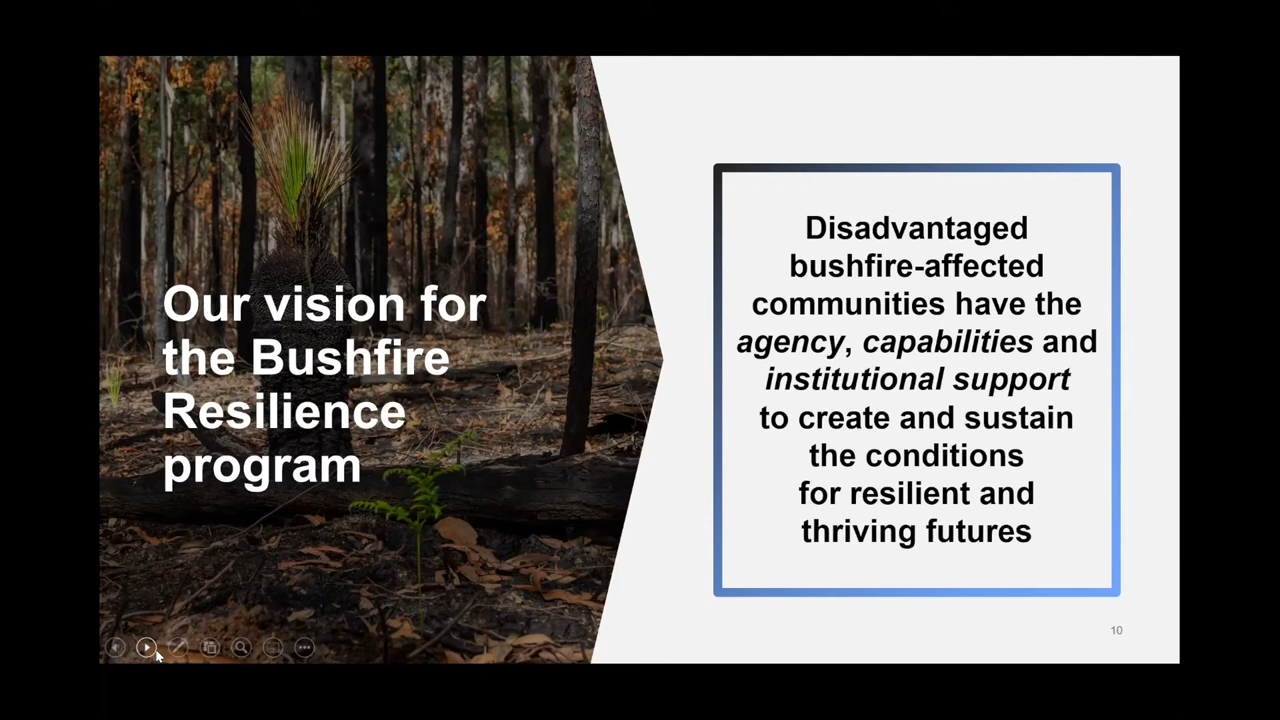 Our vision for
the Bushfire
Resilience
program
Disadvantaged
bushfire-affected
communities have the
agency, capabilities and
institutional support
to create and sustain
the conditions
for resilient and
thriving futures
10